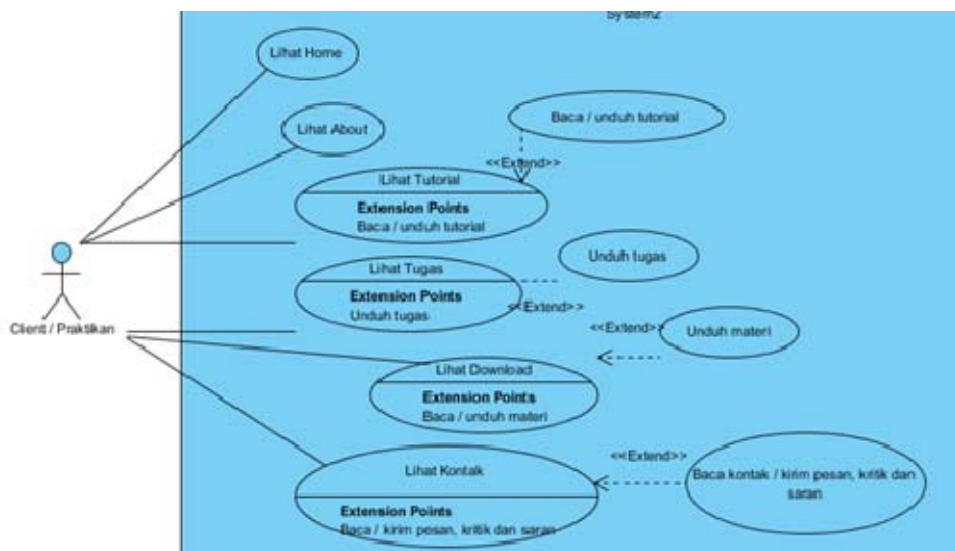 System2
Lihat Home
Lihat About
Baca / unduh tutorial
<<Extend>>
Lihat Tutorial
Extension Points
Baca / unduh tutorial
Lihat Tugas
Extension Points
Unduh tugas
Unduh tugas
<<Extend>>
<<Extend>>
Unduh materi
Client / Praktikan
Lihat Download
Extension Points
Baca / unduh materi
Lihat Kontak
Extension Points
Baca / kirim pesan, kritik dan saran
<<Extend>>
Baca kontak / kirim pesan, kritik dan
saran